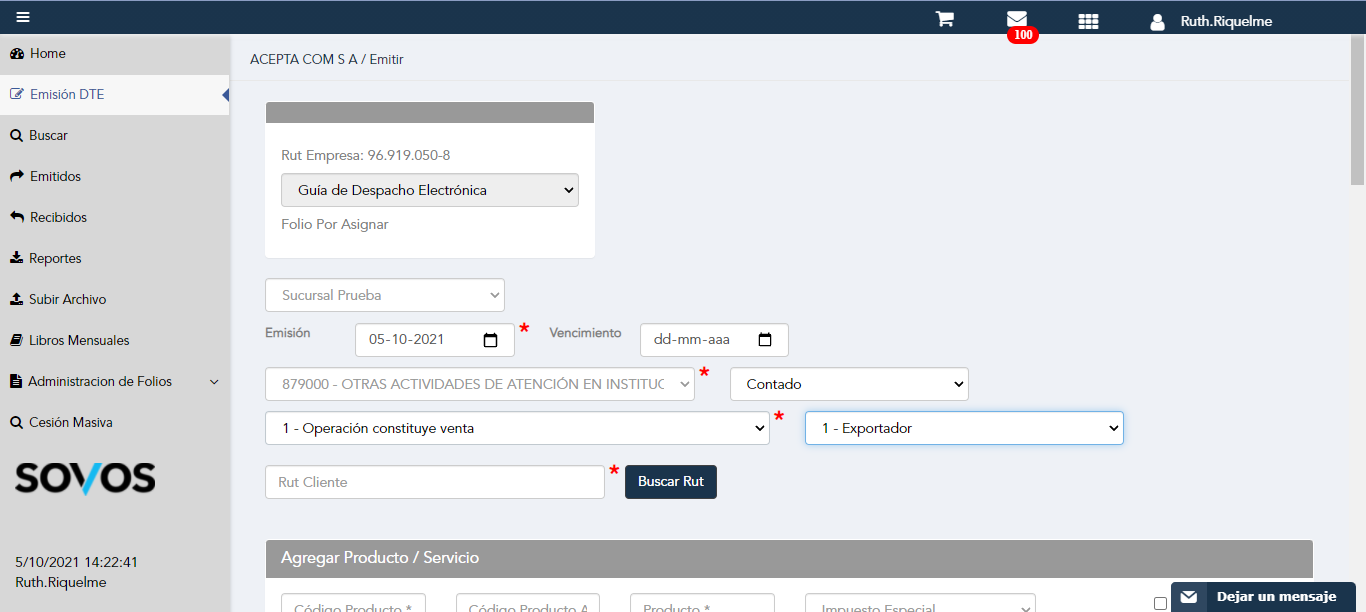 100
Ruth.Riquelme
Home
Emisión DTE
Buscar
Emitidos
Recibidos
Reportes
Subir Archivo
Libros Mensuales
Administracion de Folios
Cesión Masiva
SOVOS
5/10/2021 14:22:41
Ruth.Riquelme
ACEPTA COM S A / Emitir
Rut Empresa: 96.919.050-8
Guía de Despacho Electrónica
Folio Por Asignar
Sucursal Prueba
Emisión 05-10-2021 * Vencimiento dd-mm-aaa
879000 - OTRAS ACTIVIDADES DE ATENCIÓN EN INSTITUC * Contado
1 - Operación constituye venta * 1 - Exportador
Rut Cliente * Buscar Rut
Agregar Producto / Servicio
Código Producto * Código Producto A Producto * Impuesto Especial
Dejar un mensaje